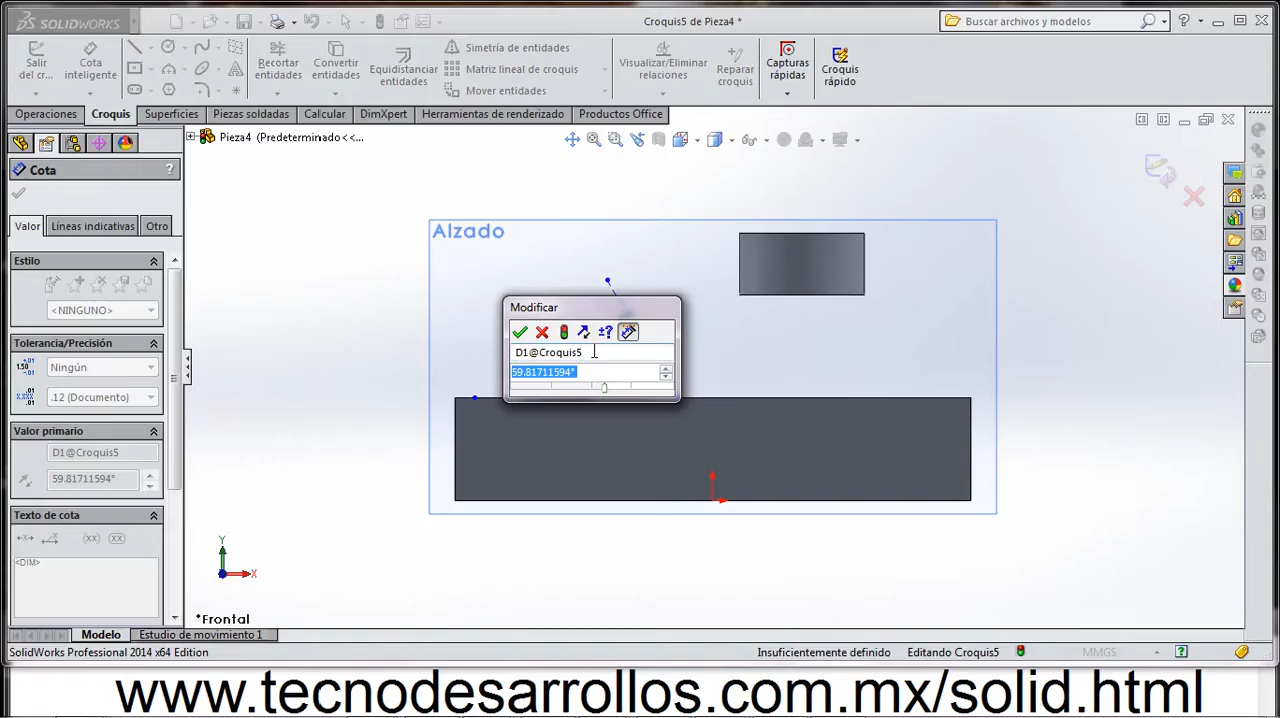 SOLIDWORKS
Croquis5 de Pieza4 *
Buscar archivos y modelos
Salir del cr...
Cota inteligente
Recortar entidades
Convertir entidades
Equidistanciar entidades
Simetría de entidades
Matriz lineal de croquis
Mover entidades
Visualizar/Eliminar relaciones
Reparar croquis
Capturas rápidas
Croquis rápido
Operaciones
Croquis
Superficies
Piezas soldadas
Calcular
DimXpert
Herramientas de renderizado
Productos Office
Pieza4 (Predeterminado<<...
Cota
?
Valor
Líneas indicativas
Otro
Estilo
<NINGUNO>
Tolerancia/Precisión
Ningún
.12 (Documento)
Valor primario
D1@Croquis5
59.81711594°
Texto de cota
(xx)
<DIM>
Alzado
Modificar
±?
D1@Croquis5
59.81711594°
Y
X
*Frontal
Modelo
Estudio de movimiento 1
SolidWorks Professional 2014 x64 Edition
Insuficientemente definido
Editando Croquis5
MMGS
?
www.tecnodesarrollos.com.mx/solid.html